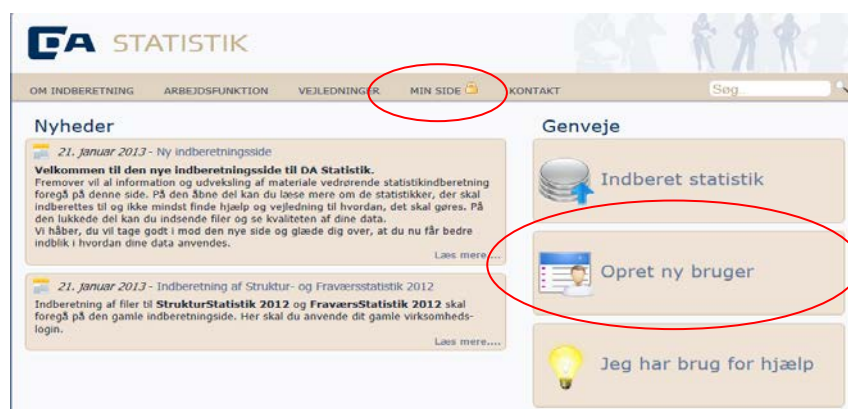 DA STATISTIK
OM INDBERETNING ARBEJDSFUNKTION VEJLEDNINGER MIN SIDE KONTAKT Søg...
Nyheder
21. januar 2013 - Ny indberetningsside
Velkommen til den nye indberetningsside til DA Statistik.
Fremover vil al information og udveksling af materiale vedrørende statistikindberetning
foregå på denne side. På den åbne del kan du læse mere om de statistikker, der skal
indberettes til og ikke mindst finde hjælp og vejledning til hvordan, det skal gøres. På
den lukkede del kan du indsende filer og se kvaliteten af dine data.
Vi håber, du vil tage godt i mod den nye side og glæde dig over, at du nu får bedre
indblik i hvordan dine data anvendes.
Læs mere....
21. januar 2013 - Indberetning af Struktur- og Fraværsstatistik 2012
Indberetning af filer til StrukturStatistik 2012 og FraværsStatistik 2012 skal
foregå på den gamle indberetningside. Her skal du anvende dit gamle virksomheds-
login.
Læs mere....
Genveje
Indberet statistik
Opret ny bruger
Jeg har brug for hjælp